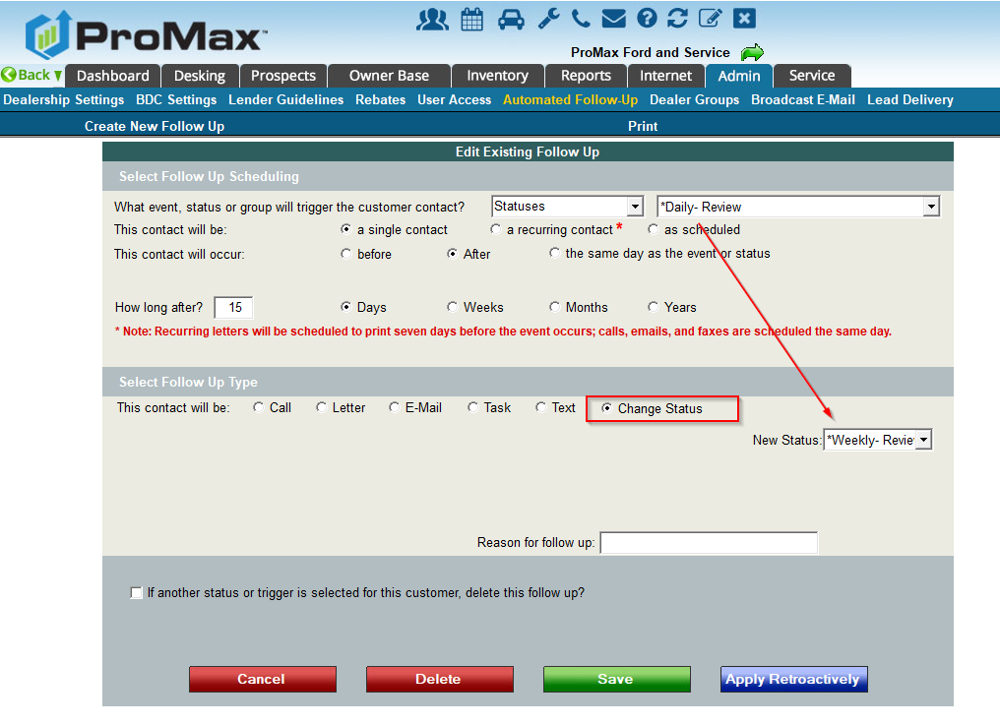 ProMax™
ProMax Ford and Service
Back
Dashboard Desking Prospects Owner Base Inventory Reports Internet Admin Service
Dealership Settings BDC Settings Lender Guidelines Rebates User Access Automated Follow-Up Dealer Groups Broadcast E-Mail Lead Delivery
Create New Follow Up Print
Edit Existing Follow Up
Select Follow Up Scheduling
What event, status or group will trigger the customer contact? Statuses *Daily- Review
This contact will be: a single contact a recurring contact * as scheduled
This contact will occur: before After the same day as the event or status
How long after? 15 Days Weeks Months Years
* Note: Recurring letters will be scheduled to print seven days before the event occurs; calls, emails, and faxes are scheduled the same day.
Select Follow Up Type
This contact will be: Call Letter E-Mail Task Text Change Status
New Status: *Weekly- Revie
Reason for follow up:
If another status or trigger is selected for this customer, delete this follow up?
Cancel Delete Save Apply Retroactively